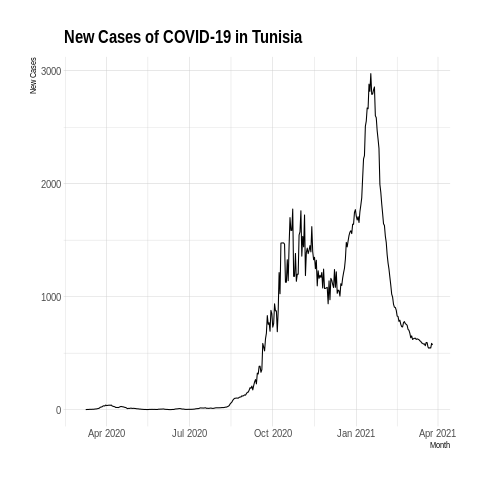 New Cases of COVID-19 in Tunisia
New Cases
3000
2000
1000
0
Apr 2020 Jul 2020 Oct 2020 Jan 2021 Apr 2021
Month